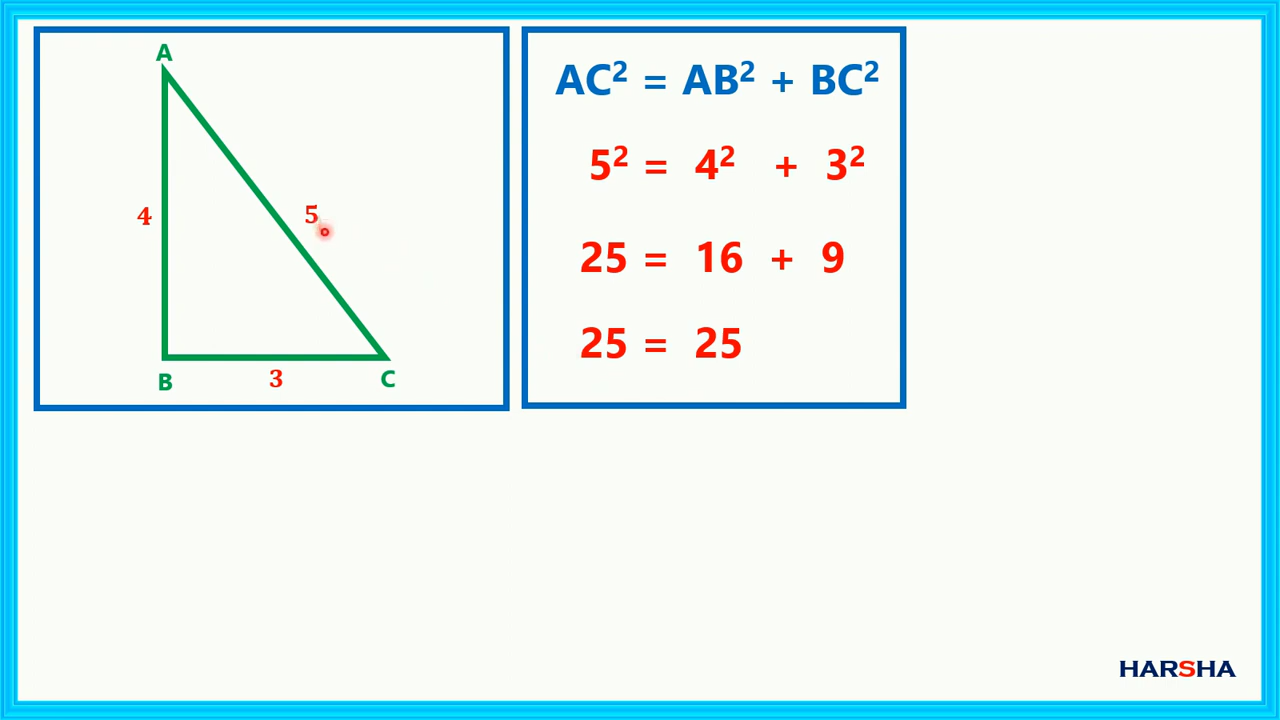 A
4
5
B
3
C
AC² = AB² + BC²
5² = 4² + 3²
25 = 16 + 9
25 = 25
HARSHA